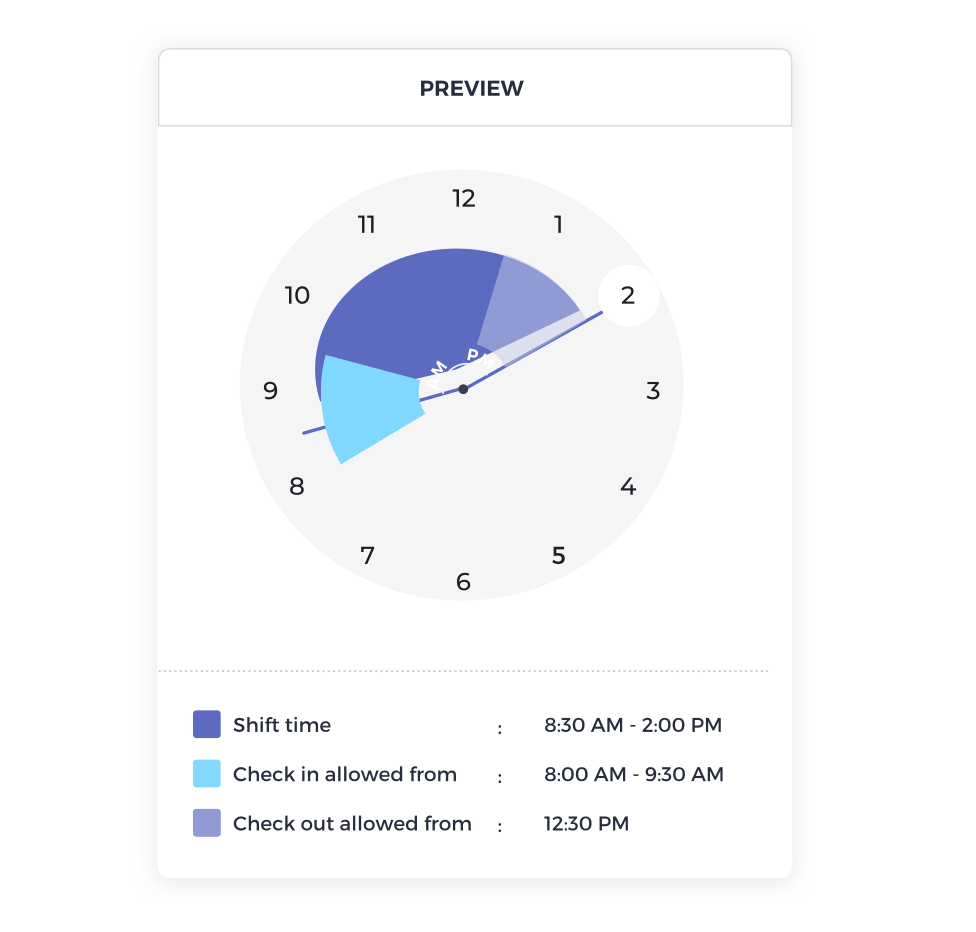 PREVIEW
12
11
1
10
2
AM PM
9
3
8
4
7
5
6
Shift time : 8:30 AM - 2:00 PM
Check in allowed from : 8:00 AM - 9:30 AM
Check out allowed from : 12:30 PM